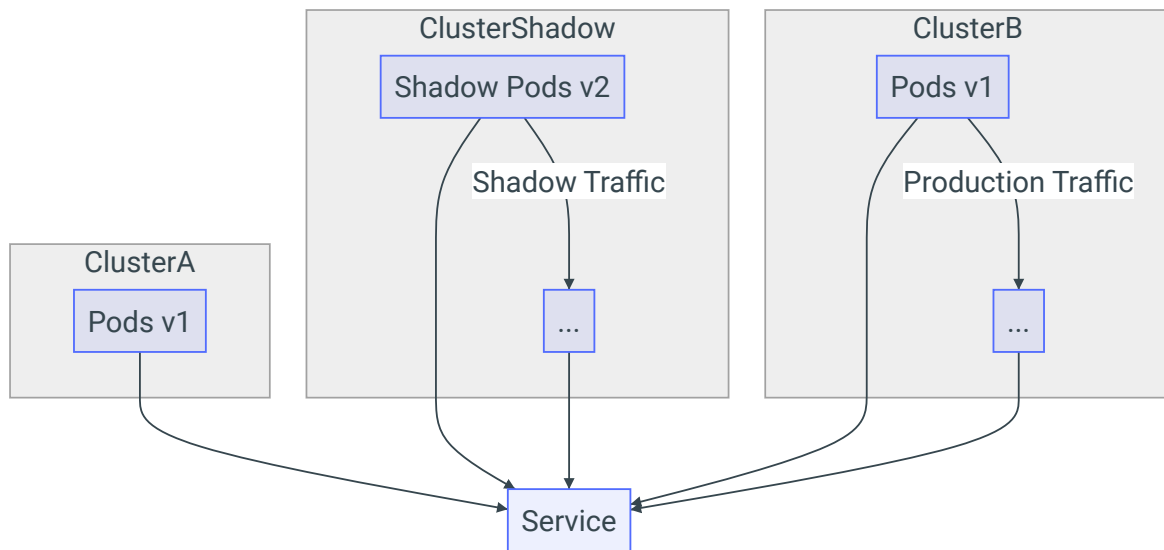 ClusterShadow
Shadow Pods v2
Shadow Traffic
...
ClusterB
Pods v1
Production Traffic
...
ClusterA
Pods v1
Service